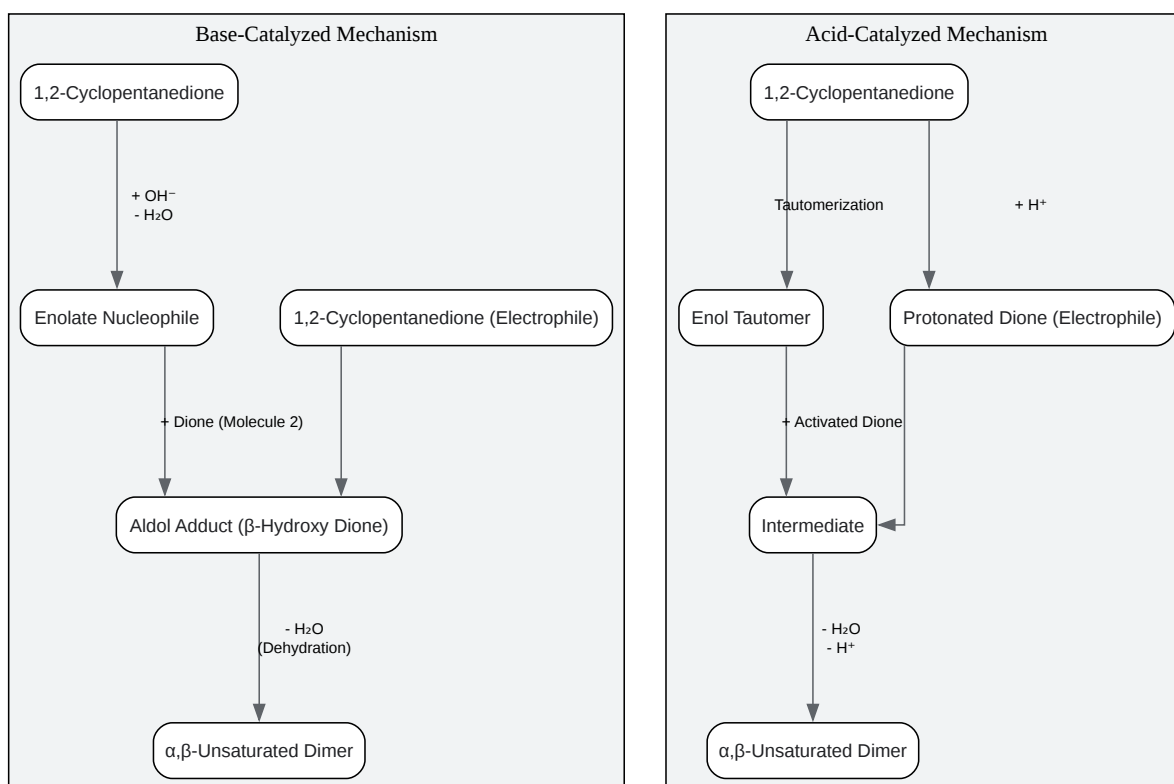 Base-Catalyzed Mechanism
1,2-Cyclopentanedione
+ OH⁻
- H₂O
Enolate Nucleophile
1,2-Cyclopentanedione (Electrophile)
+ Dione (Molecule 2)
Aldol Adduct (β-Hydroxy Dione)
- H₂O
(Dehydration)
α,β-Unsaturated Dimer
Acid-Catalyzed Mechanism
1,2-Cyclopentanedione
Tautomerization
+ H⁺
Enol Tautomer
Protonated Dione (Electrophile)
+ Activated Dione
Intermediate
- H₂O
- H⁺
α,β-Unsaturated Dimer